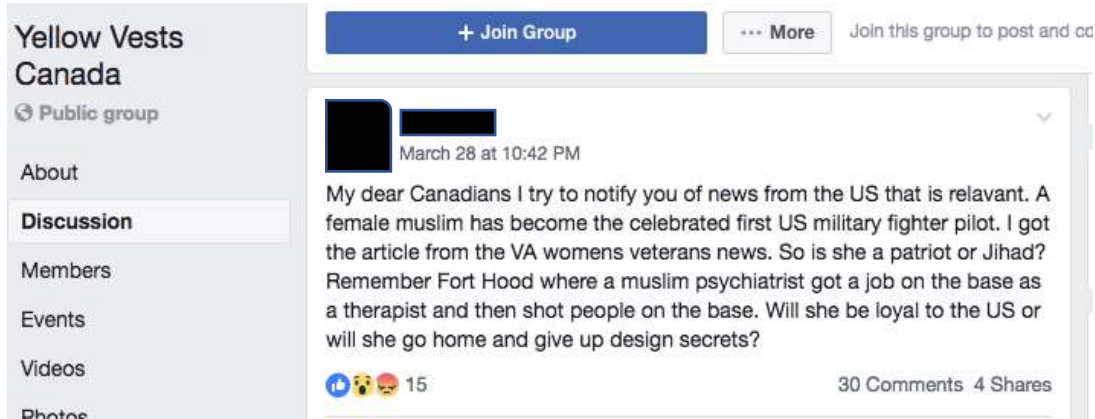 Yellow Vests
Canada
Public group
About
Discussion
Members
Events
Videos
Photos
+ Join Group
••• More
Join this group to post and co
March 28 at 10:42 PM
My dear Canadians I try to notify you of news from the US that is relavant. A
female muslim has become the celebrated first US military fighter pilot. I got
the article from the VA womens veterans news. So is she a patriot or Jihad?
Remember Fort Hood where a muslim psychiatrist got a job on the base as
a therapist and then shot people on the base. Will she be loyal to the US or
will she go home and give up design secrets?
15
30 Comments 4 Shares